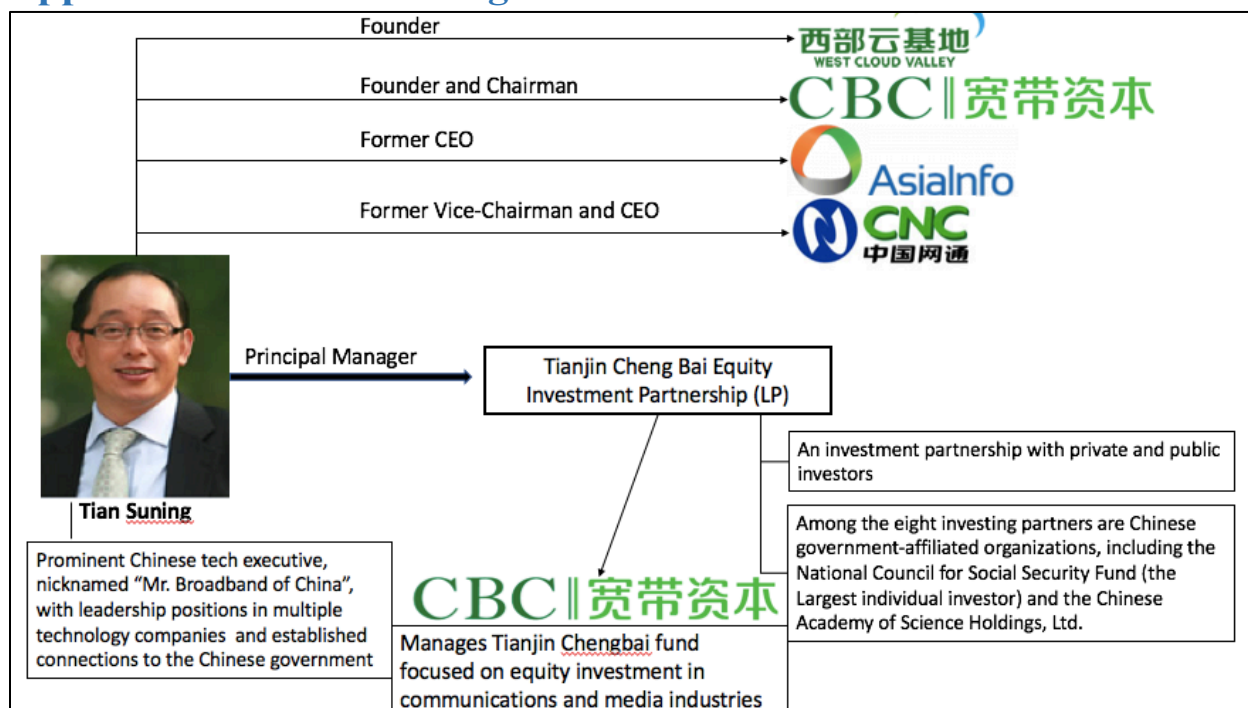 Founder
西部云基地
WEST CLOUD VALLEY
Founder and Chairman
CBC 宽带资本
Former CEO
AsiaInfo
Former Vice-Chairman and CEO
CNC
中国网通
Principal Manager
Tianjin Cheng Bai Equity
Investment Partnership (LP)
An investment partnership with private and public
investors
Tian Suning
Among the eight investing partners are Chinese
government-affiliated organizations, including the
National Council for Social Security Fund (the
Largest individual investor) and the Chinese
Academy of Science Holdings, Ltd.
Prominent Chinese tech executive,
nicknamed “Mr. Broadband of China”,
with leadership positions in multiple
technology companies and established
connections to the Chinese government
CBC 宽带资本
Manages Tianjin Chengbai fund
focused on equity investment in
communications and media industries